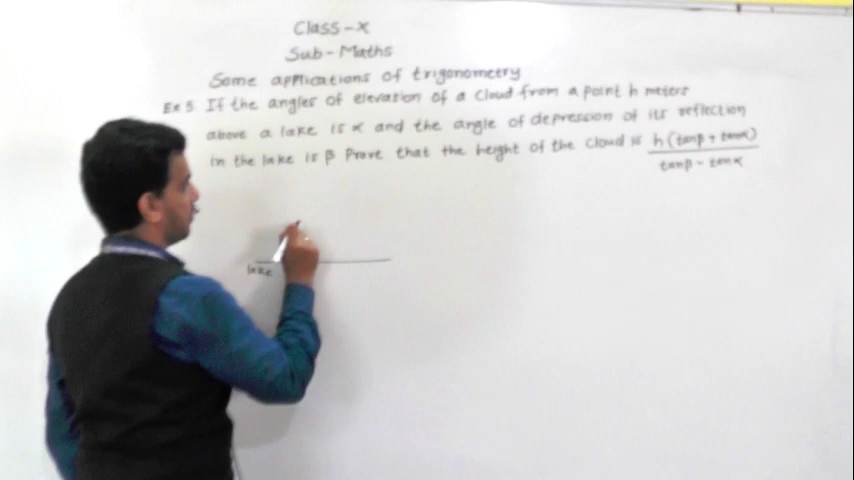 Class-X
Sub-Maths
Some applications of trigonometry
Ex 5 If the angles of elevation of a cloud from a point h meters
above a lake is α and the angle of depression of its reflection
in the lake is β Prove that the height of the cloud is h(tanβ+tanα)/tanβ-tanα
lake